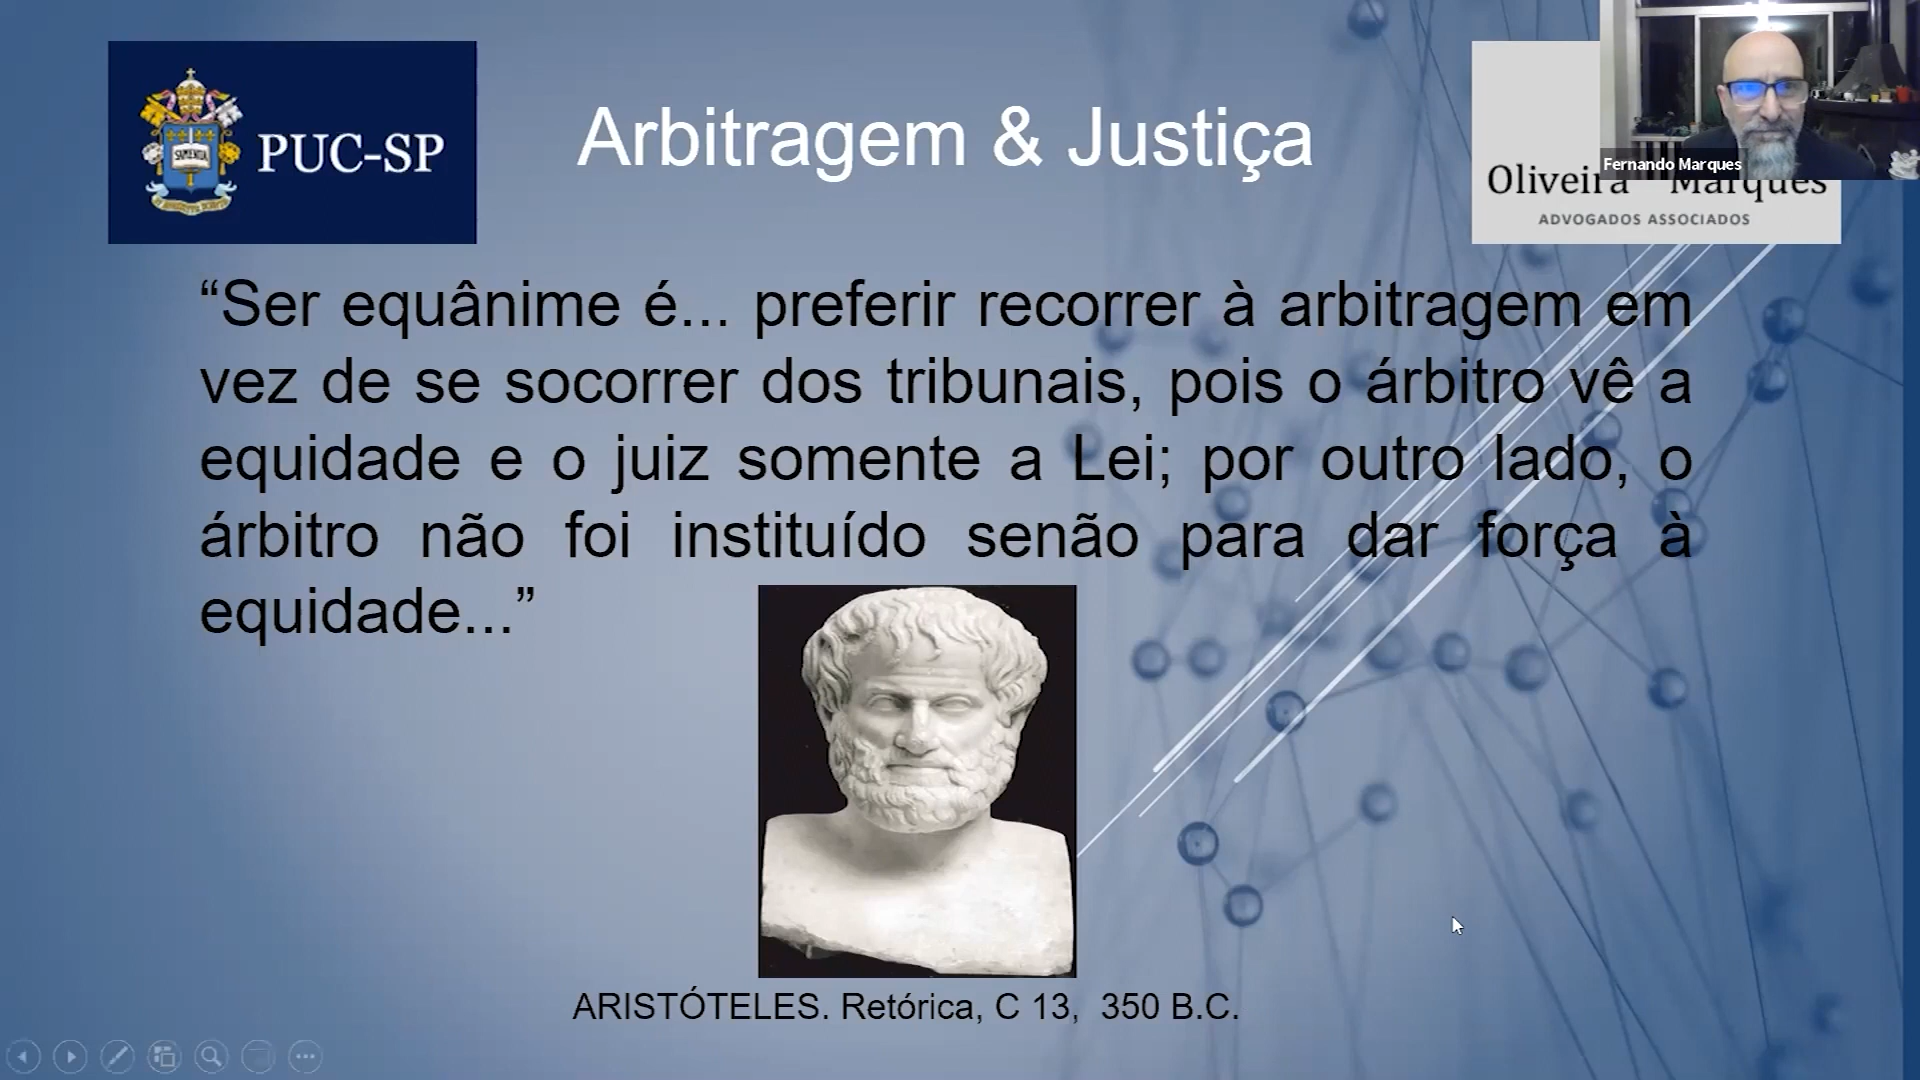 PUC-SP
Arbitragem & Justiça
Fernando Marques
Oliveira Marques
ADVOGADOS ASSOCIADOS
“Ser equânime é... preferir recorrer à arbitragem em
vez de se socorrer dos tribunais, pois o árbitro vê a
equidade e o juiz somente a Lei; por outro lado, o
árbitro não foi instituído senão para dar força à
equidade...”
ARISTÓTELES. Retórica, C 13, 350 B.C.